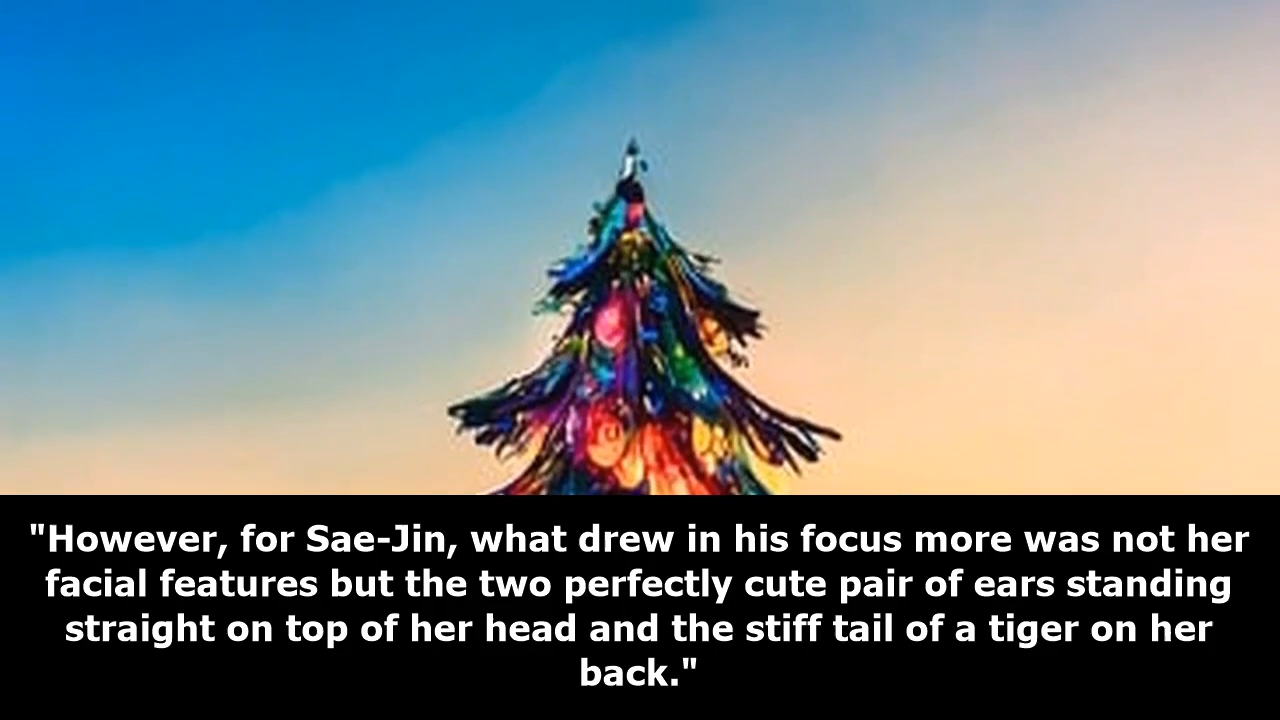 "However, for Sae-Jin, what drew in his focus more was not her
facial features but the two perfectly cute pair of ears standing
straight on top of her head and the stiff tail of a tiger on her
back."